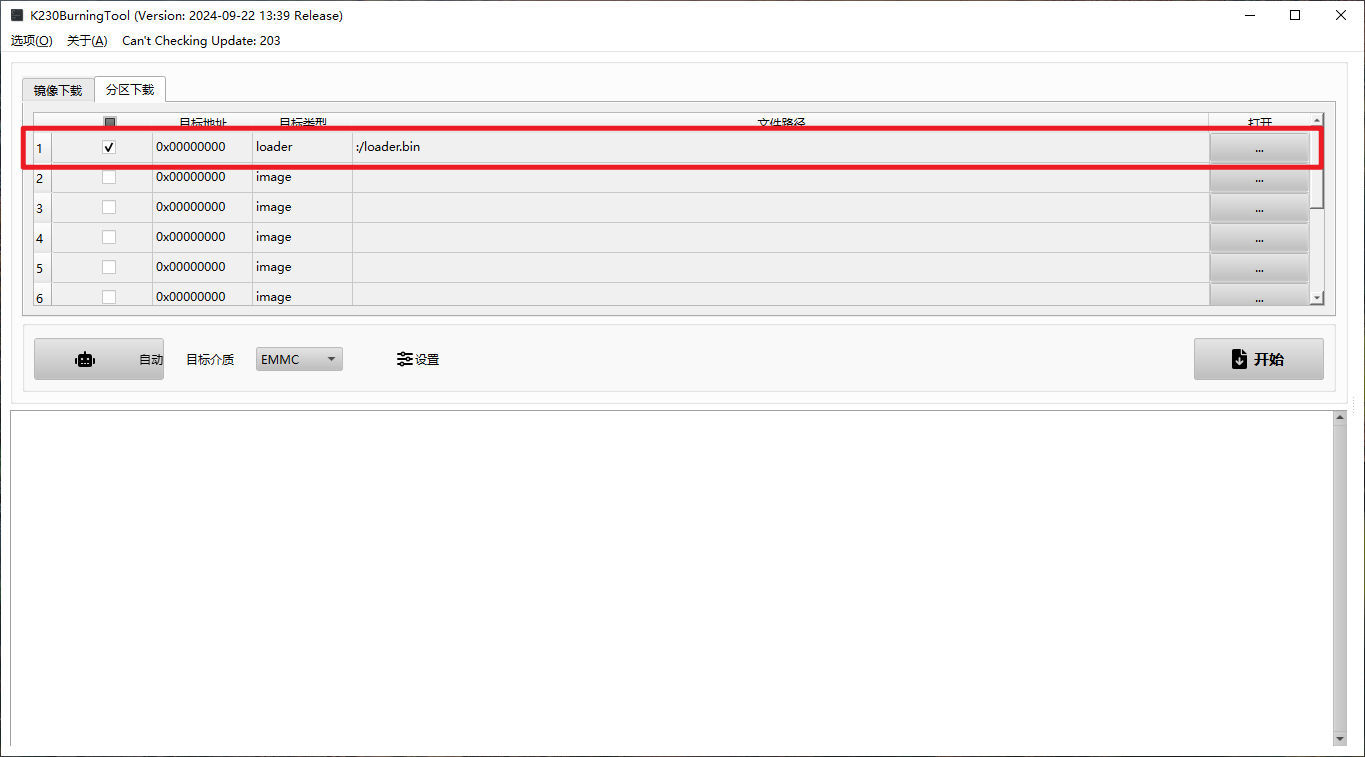 K230BurningTool (Version: 2024-09-22 13:39 Release)
选项(O) 关于(A) Can't Checking Update: 203
镜像下载 分区下载
目标地址 目标类型 文件路径 打开
1 0x00000000 loader :/loader.bin ...
2 0x00000000 image ...
3 0x00000000 image ...
4 0x00000000 image ...
5 0x00000000 image ...
6 0x00000000 image ...
自动 目标介质 EMMC 设置 开始